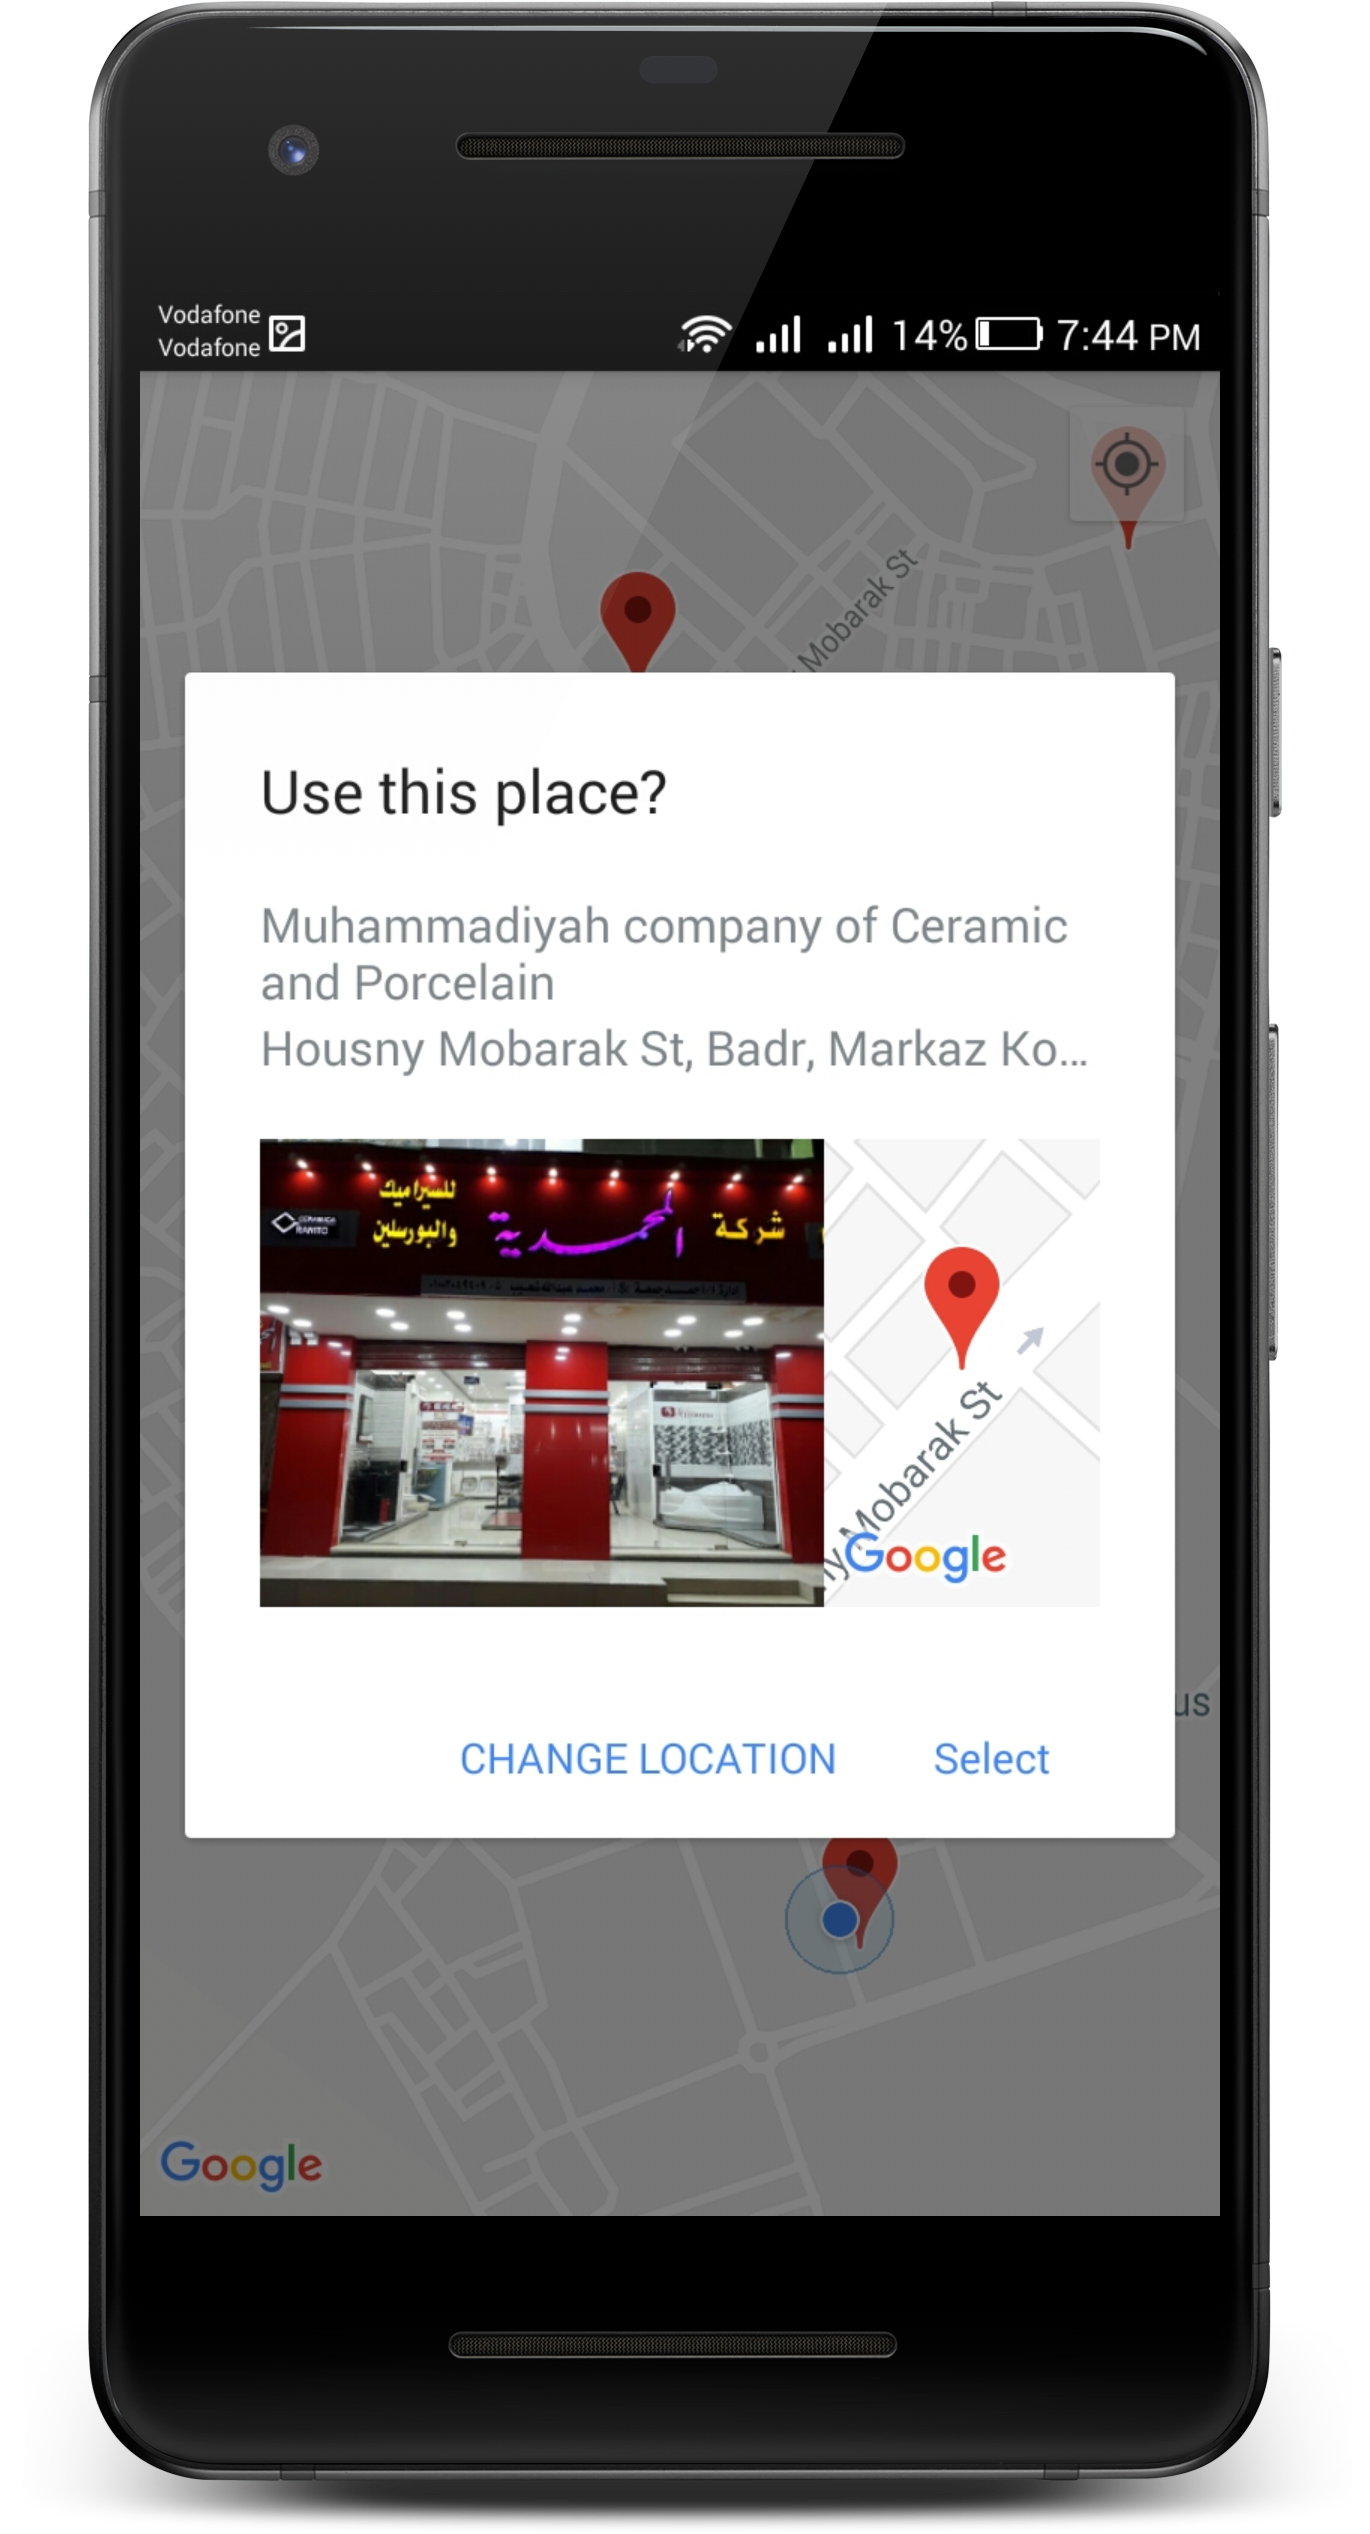 Vodafone
Vodafone
14%
7:44 PM
Mobarak St
Use this place?
Muhammadiyah company of Ceramic
and Porcelain
Housny Mobarak St, Badr, Markaz Ko...
شركة
المحمدية
للسيراميك
والبورسلين
ny Mobarak St
Google
us
CHANGE LOCATION
Select
Google